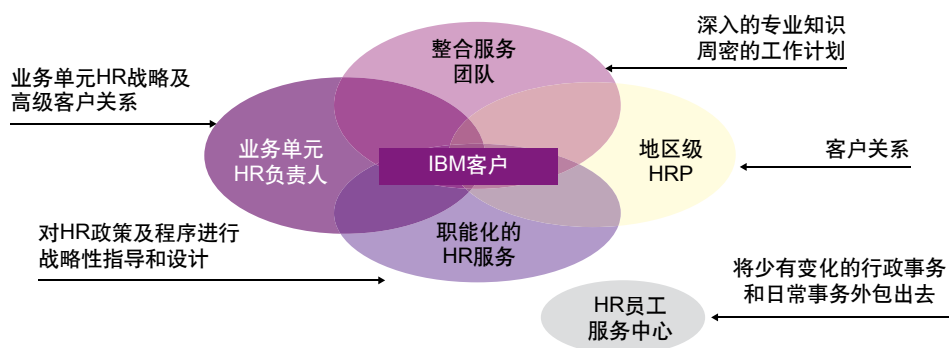 整合服务
团队
深入的专业知识
周密的工作计划
业务单元HR战略及
高级客户关系
业务单元
HR负责人
IBM客户
地区级
HRP
客户关系
对HR政策及程序进行
战略性指导和设计
职能化的
HR服务
将少有变化的行政事务
和日常事务外包出去
HR员工
服务中心